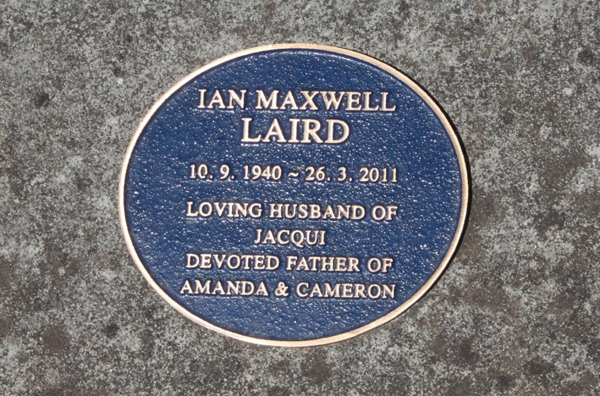 IAN MAXWELL
LAIRD
10. 9. 1940 ~ 26. 3. 2011
LOVING HUSBAND OF
JACQUI
DEVOTED FATHER OF
AMANDA & CAMERON